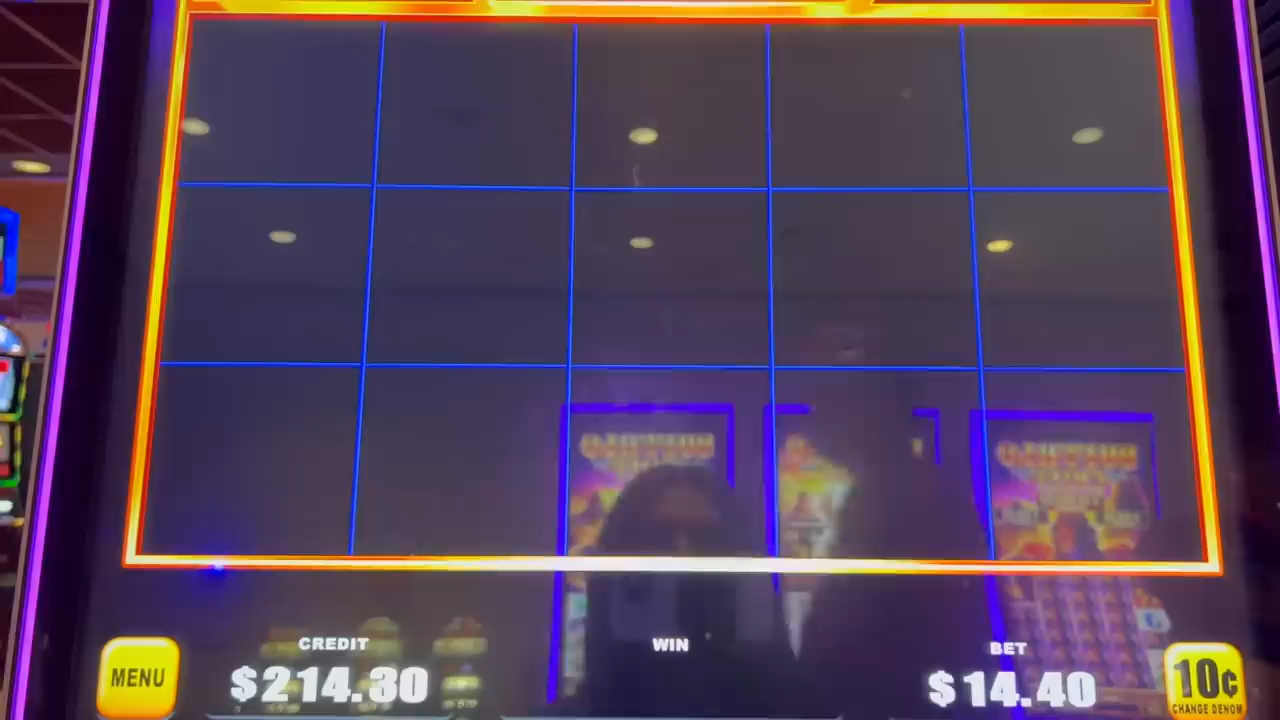 CREDIT
WIN
BET
MENU
$214.30
$14.40
10¢
CHANGE DENOM